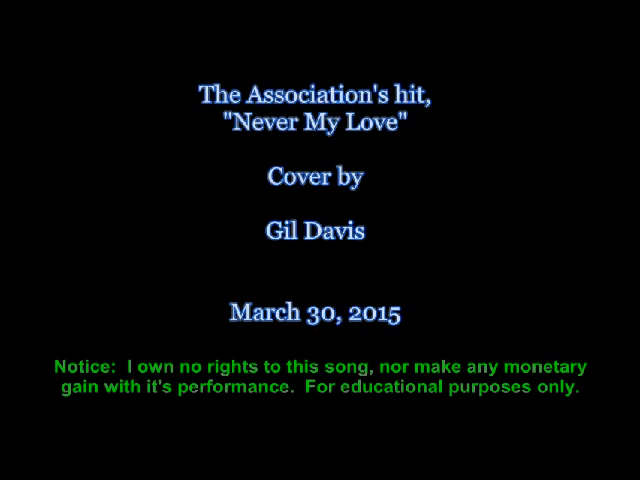 The Association's hit,
"Never My Love"
Cover by
Gil Davis
March 30, 2015
Notice:  I own no rights to this song, nor make any monetary
gain with it's performance.  For educational purposes only.